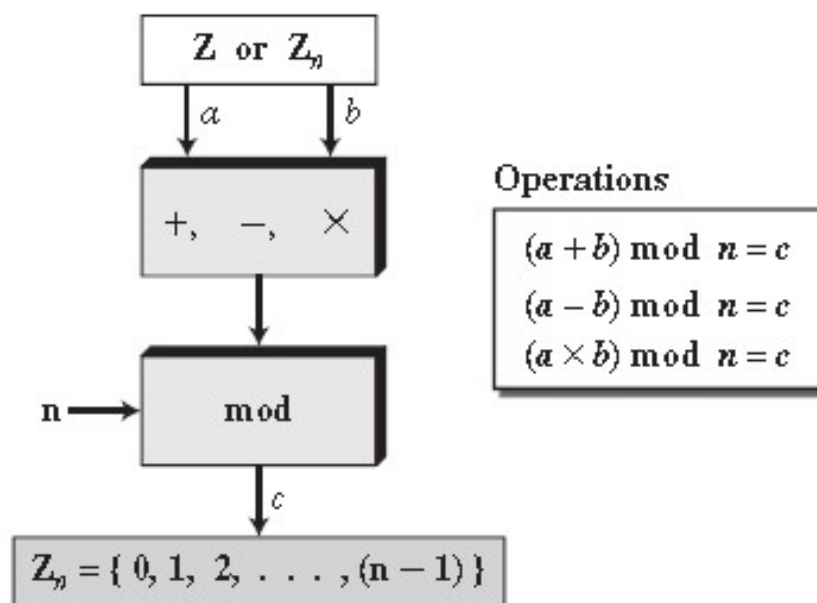 Z or Zₙ
a b
+, −, ×
n
mod
c
Zₙ = { 0, 1, 2, . . . , (n − 1) }
Operations
(a + b) mod n = c
(a − b) mod n = c
(a × b) mod n = c